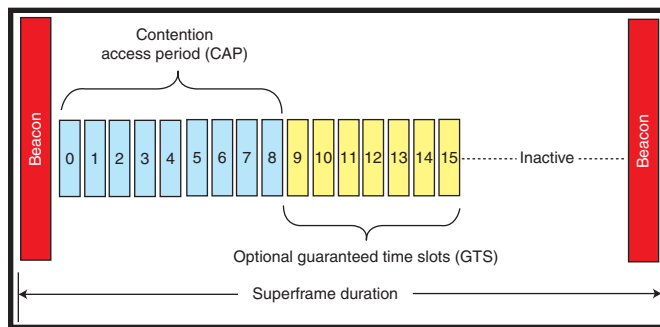 Contention
access period (CAP)
Beacon
0 1 2 3 4 5 6 7 8 9 10 11 12 13 14 15
Inactive
Beacon
Optional guaranteed time slots (GTS)
Superframe duration